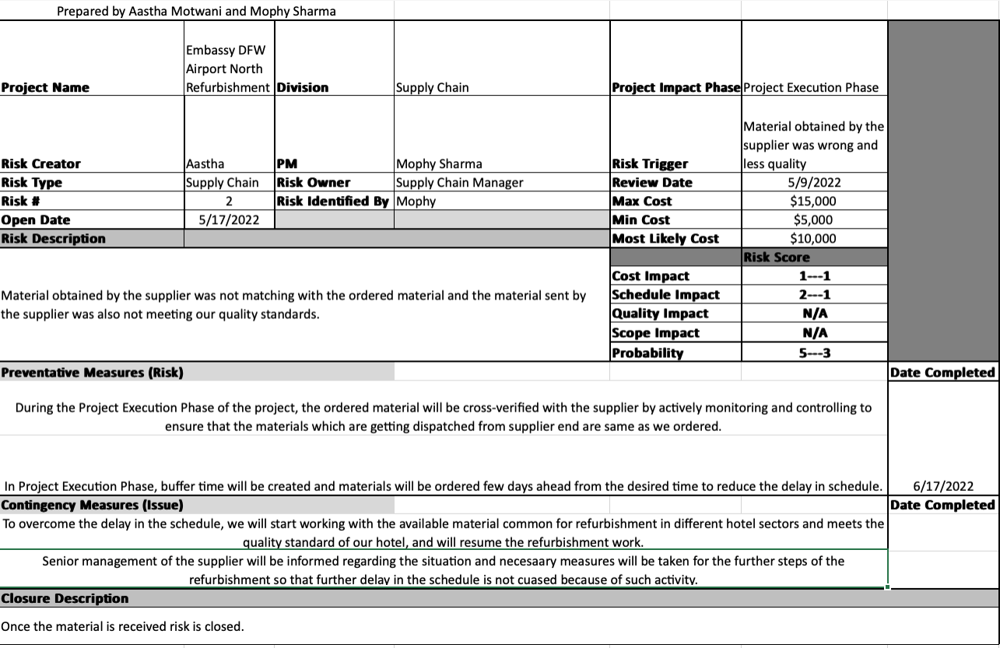 Prepared by Aastha Motwani and Mophy Sharma
Embassy DFW
Airport North
Project Name Refurbishment Division Supply Chain Project Impact Phase Project Execution Phase
Material obtained by the
supplier was wrong and
Risk Creator Aastha PM Mophy Sharma Risk Trigger less quality
Risk Type Supply Chain Risk Owner Supply Chain Manager Review Date 5/9/2022
Risk # 2 Risk Identified By Mophy Max Cost $15,000
Open Date 5/17/2022 Min Cost $5,000
Risk Description Most Likely Cost $10,000
Risk Score
Cost Impact 1---1
Material obtained by the supplier was not matching with the ordered material and the material sent by Schedule Impact 2---1
the supplier was also not meeting our quality standards. Quality Impact N/A
Scope Impact N/A
Probability 5---3
Preventative Measures (Risk) Date Completed
During the Project Execution Phase of the project, the ordered material will be cross-verified with the supplier by actively monitoring and controlling to
ensure that the materials which are getting dispatched from supplier end are same as we ordered.
In Project Execution Phase, buffer time will be created and materials will be ordered few days ahead from the desired time to reduce the delay in schedule. 6/17/2022
Contingency Measures (Issue) Date Completed
To overcome the delay in the schedule, we will start working with the available material common for refurbishment in different hotel sectors and meets the
quality standard of our hotel, and will resume the refurbishment work.
Senior management of the supplier will be informed regarding the situation and necesaary measures will be taken for the further steps of the
refurbishment so that further delay in the schedule is not cuased because of such activity.
Closure Description
Once the material is received risk is closed.